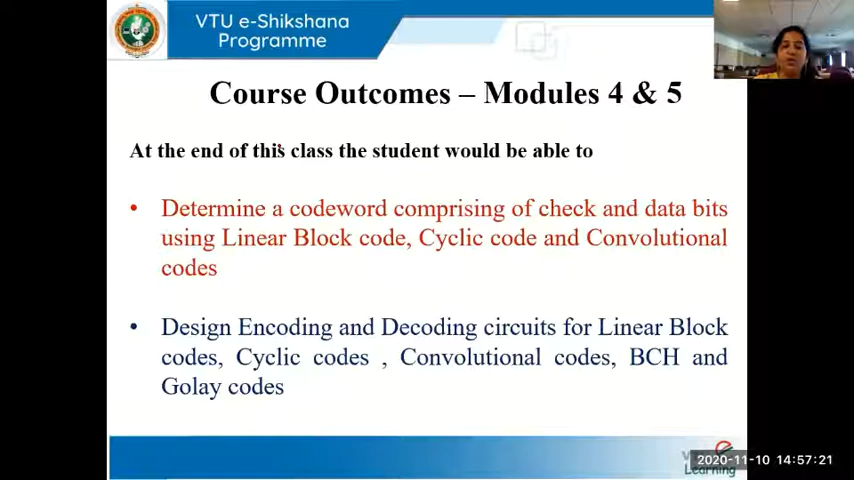 VTU e-Shikshana
Programme
Course Outcomes – Modules 4 & 5
At the end of this class the student would be able to
• Determine a codeword comprising of check and data bits
using Linear Block code, Cyclic code and Convolutional
codes
• Design Encoding and Decoding circuits for Linear Block
codes, Cyclic codes , Convolutional codes, BCH and
Golay codes
2020-11-10 14:57:21
Learning